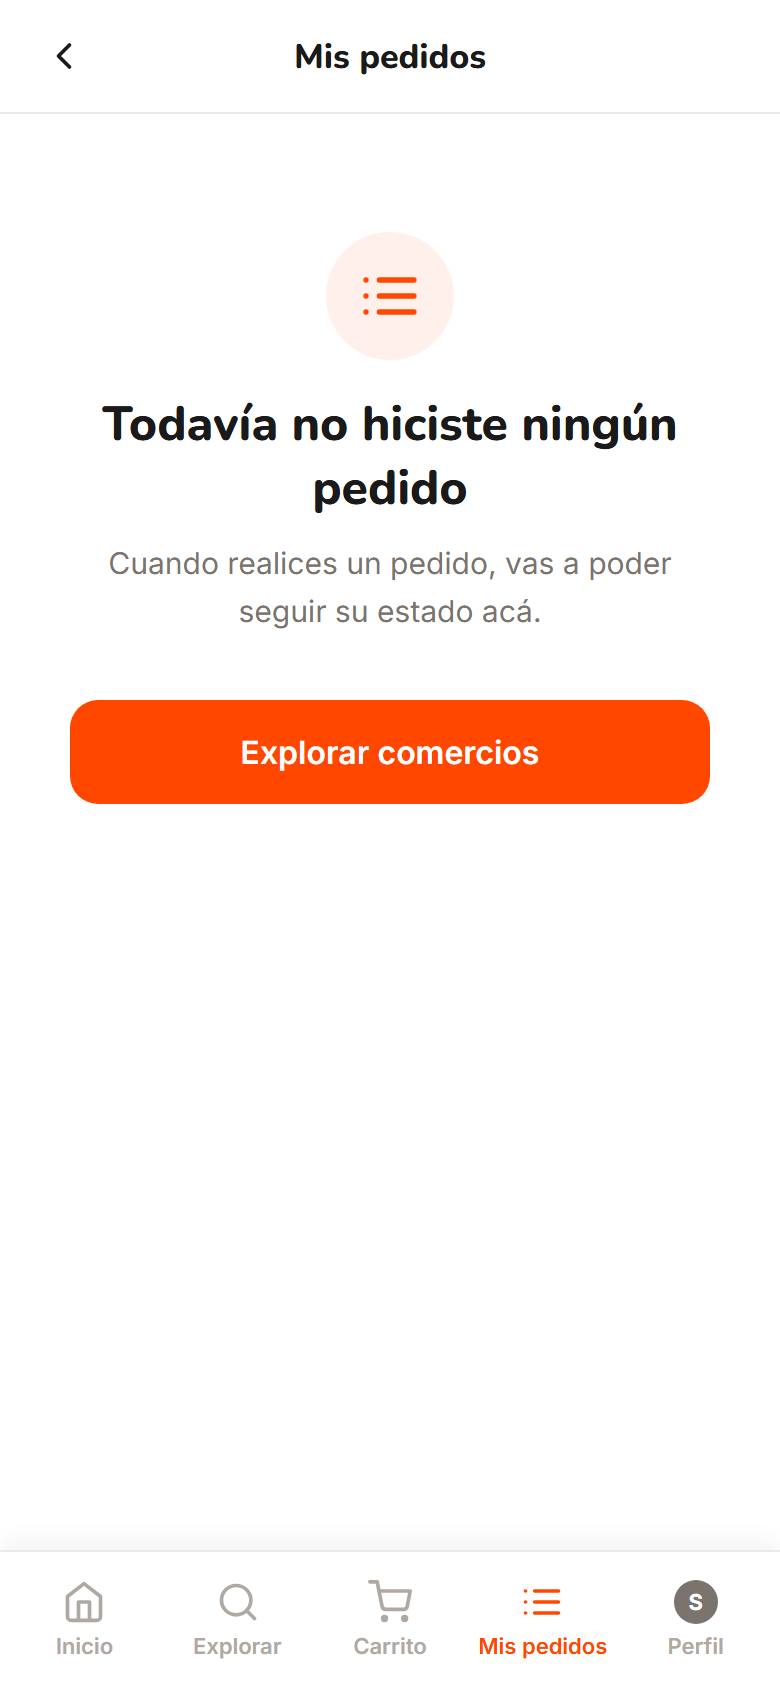 Mis pedidos
Todavía no hiciste ningún
pedido
Cuando realices un pedido, vas a poder
seguir su estado acá.
Explorar comercios
S
Inicio
Explorar
Carrito
Mis pedidos
Perfil